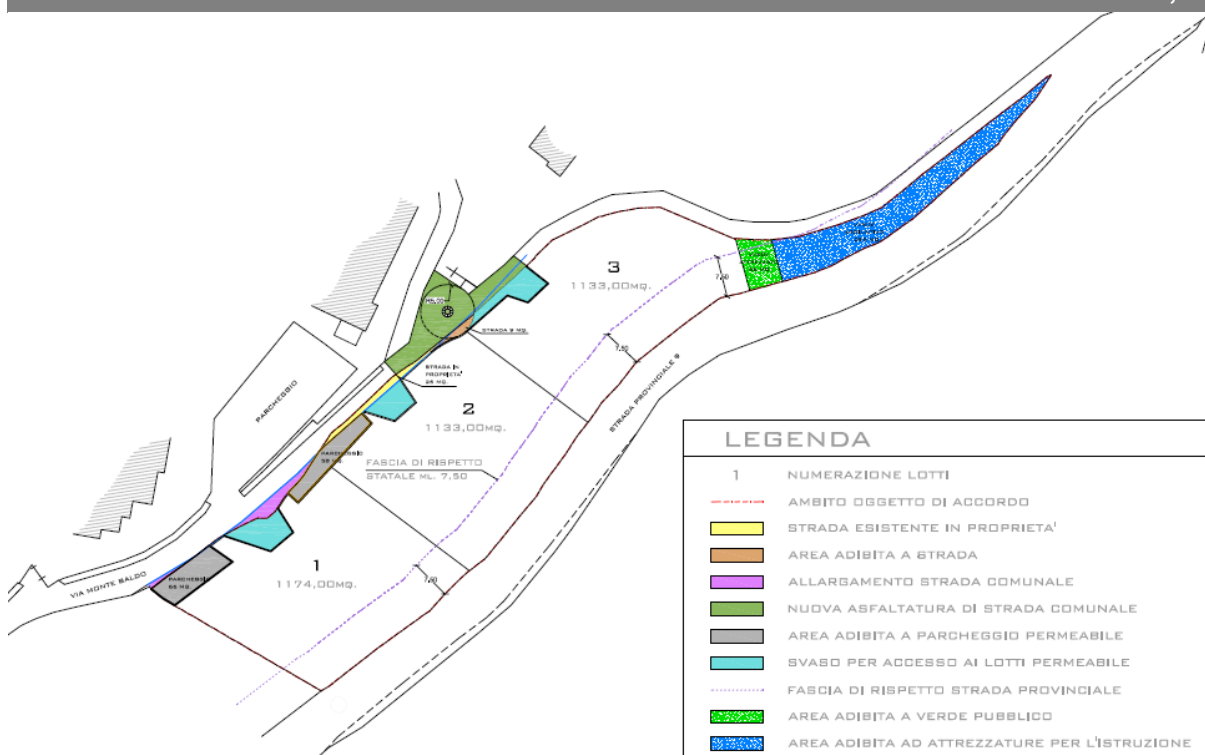 3
1133,00MQ.
7,50
STRADA 9 MQ.
7,50
STRADA IN
PROPRIETA'
PARCHEGGIO
STRADA PROVINCIALE
2
1133,00MQ.
PARCHEGGIO
FASCIA DI RISPETTO
STATALE ML. 7,50
1
1174,00MQ.
7,50
PARCHEGGIO
VIA MONTE BALDO
LEGENDA
1 NUMERAZIONE LOTTI
AMBITO OGGETTO DI ACCORDO
STRADA ESISTENTE IN PROPRIETA'
AREA ADIBITA A STRADA
ALLARGAMENTO STRADA COMUNALE
NUOVA ASFALTATURA DI STRADA COMUNALE
AREA ADIBITA A PARCHEGGIO PERMEABILE
SVASO PER ACCESSO AI LOTTI PERMEABILE
FASCIA DI RISPETTO STRADA PROVINCIALE
AREA ADIBITA A VERDE PUBBLICO
AREA ADIBITA AD ATTREZZATURE PER L'ISTRUZIONE